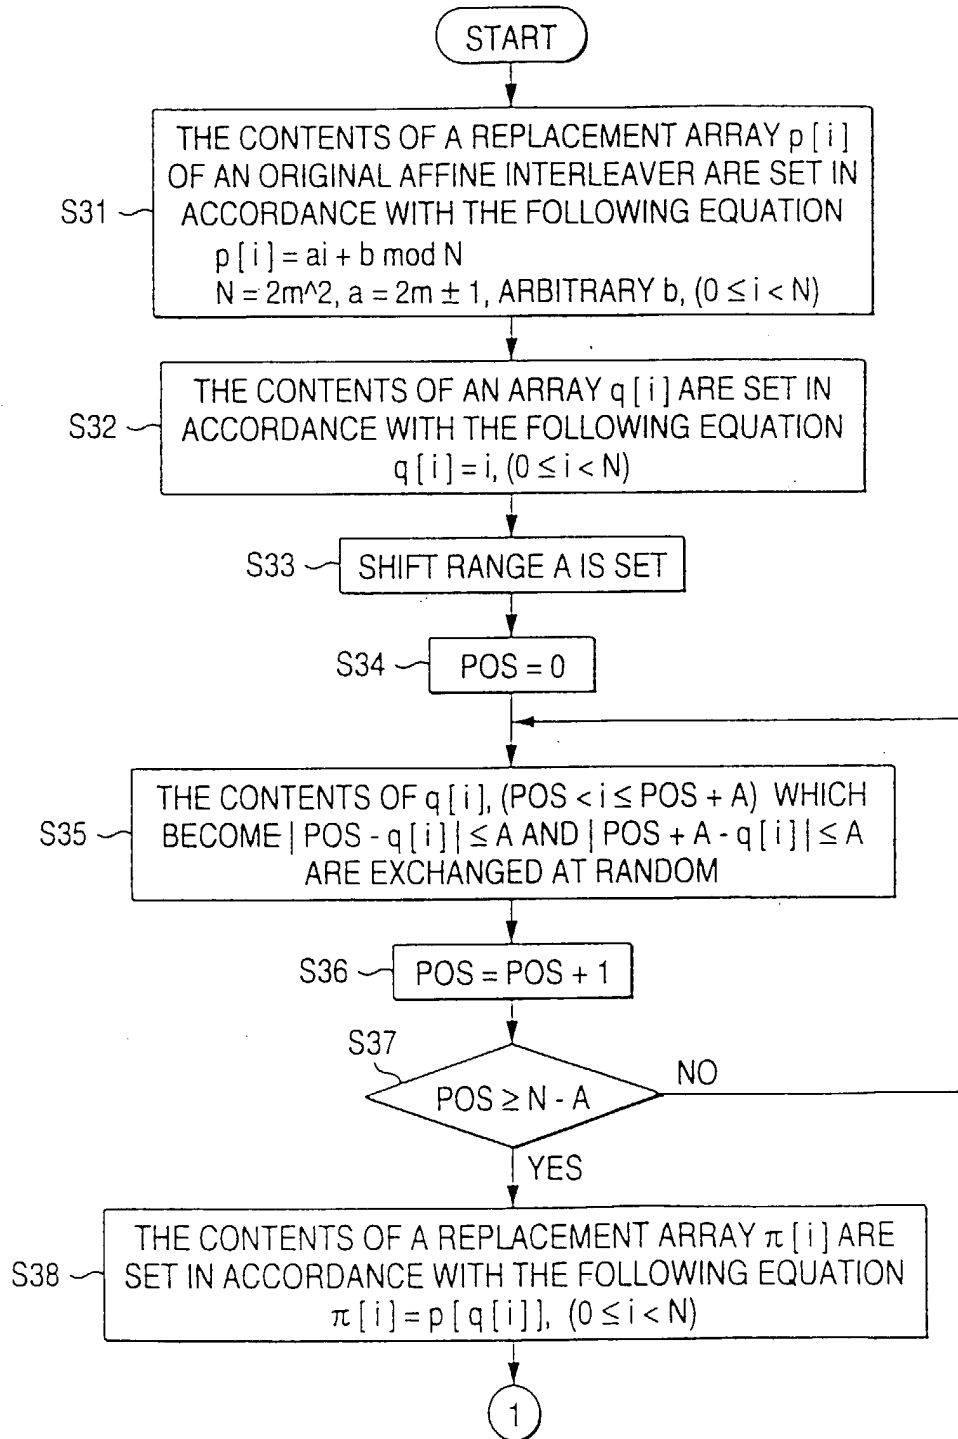 START
S31
THE CONTENTS OF A REPLACEMENT ARRAY p [ i ]
OF AN ORIGINAL AFFINE INTERLEAVER ARE SET IN
ACCORDANCE WITH THE FOLLOWING EQUATION
p [ i ] = ai + b mod N
N = 2m^2, a = 2m ± 1, ARBITRARY b, (0 ≤ i < N)
S32
THE CONTENTS OF AN ARRAY q [ i ] ARE SET IN
ACCORDANCE WITH THE FOLLOWING EQUATION
q [ i ] = i, (0 ≤ i < N)
S33
SHIFT RANGE A IS SET
S34
POS = 0
S35
THE CONTENTS OF q [ i ], (POS < i ≤ POS + A) WHICH
BECOME | POS - q [ i ] | ≤ A AND | POS + A - q [ i ] | ≤ A
ARE EXCHANGED AT RANDOM
S36
POS = POS + 1
S37
POS ≥ N - A
NO
YES
S38
THE CONTENTS OF A REPLACEMENT ARRAY π [ i ] ARE
SET IN ACCORDANCE WITH THE FOLLOWING EQUATION
π [ i ] = p [ q [ i ] ], (0 ≤ i < N)
1